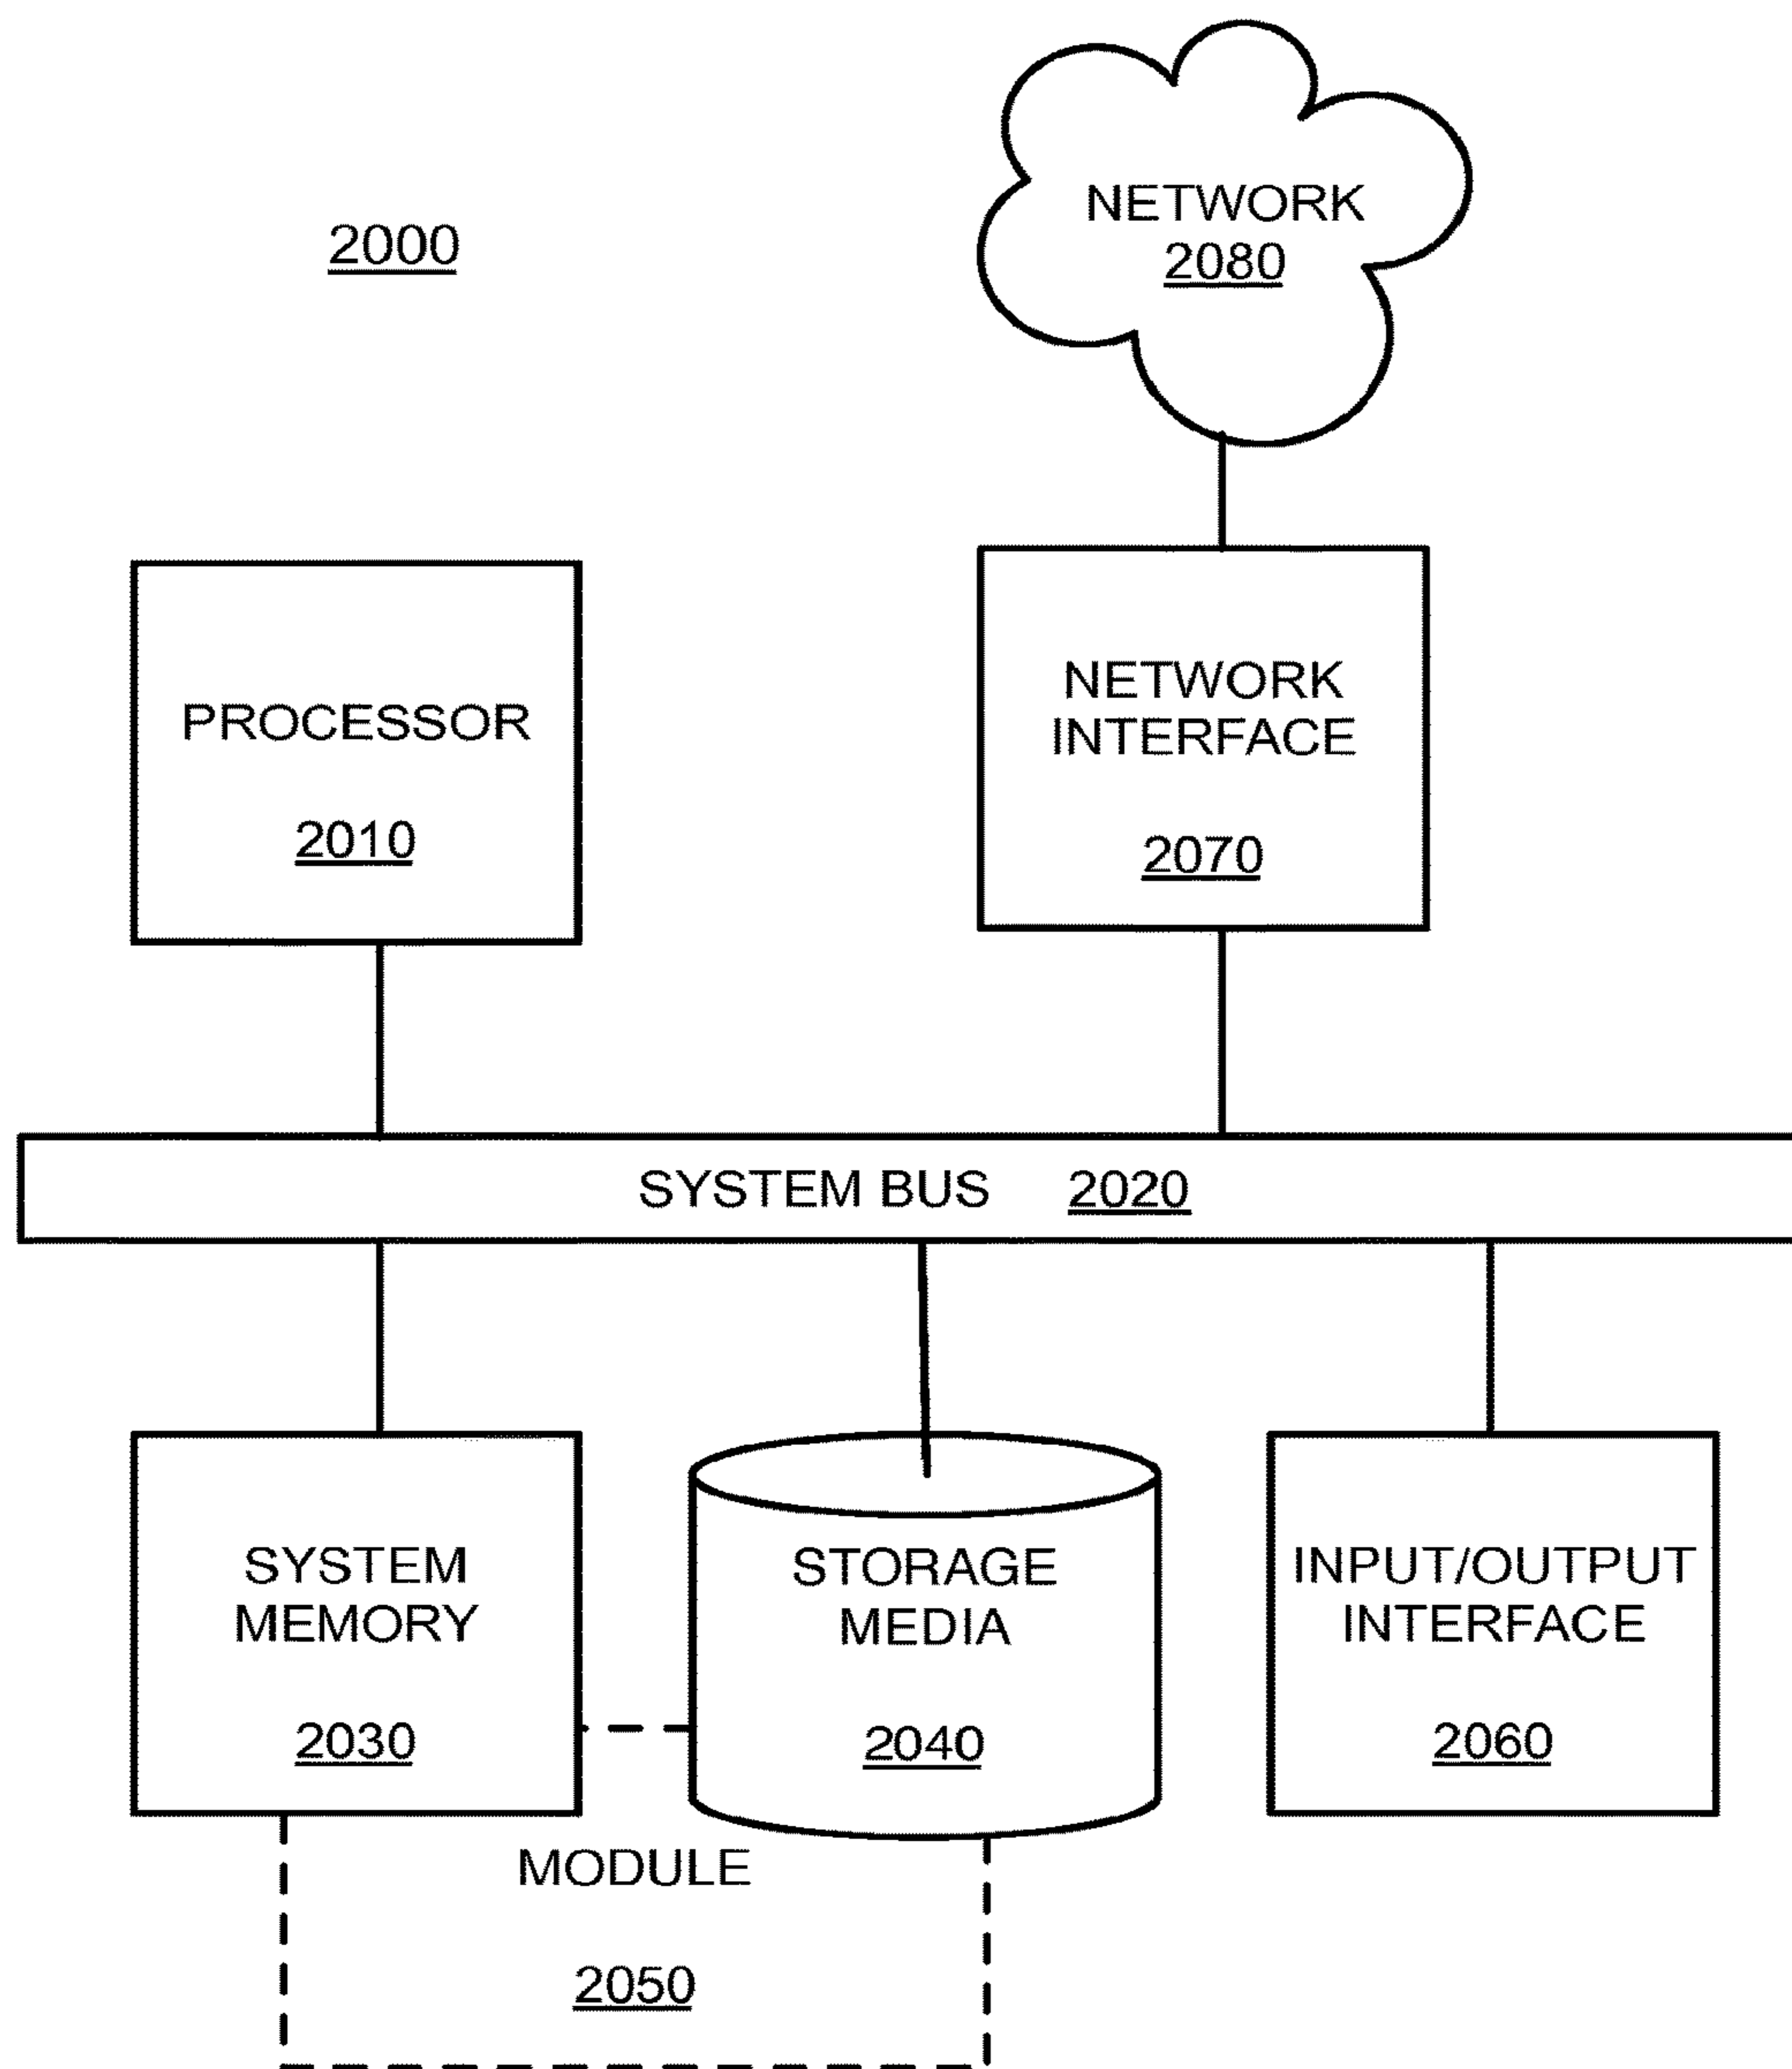 2000
NETWORK
2080
PROCESSOR
2010
NETWORK
INTERFACE
2070
SYSTEM BUS 2020
SYSTEM
MEMORY
2030
STORAGE
MEDIA
2040
INPUT/OUTPUT
INTERFACE
2060
MODULE
2050